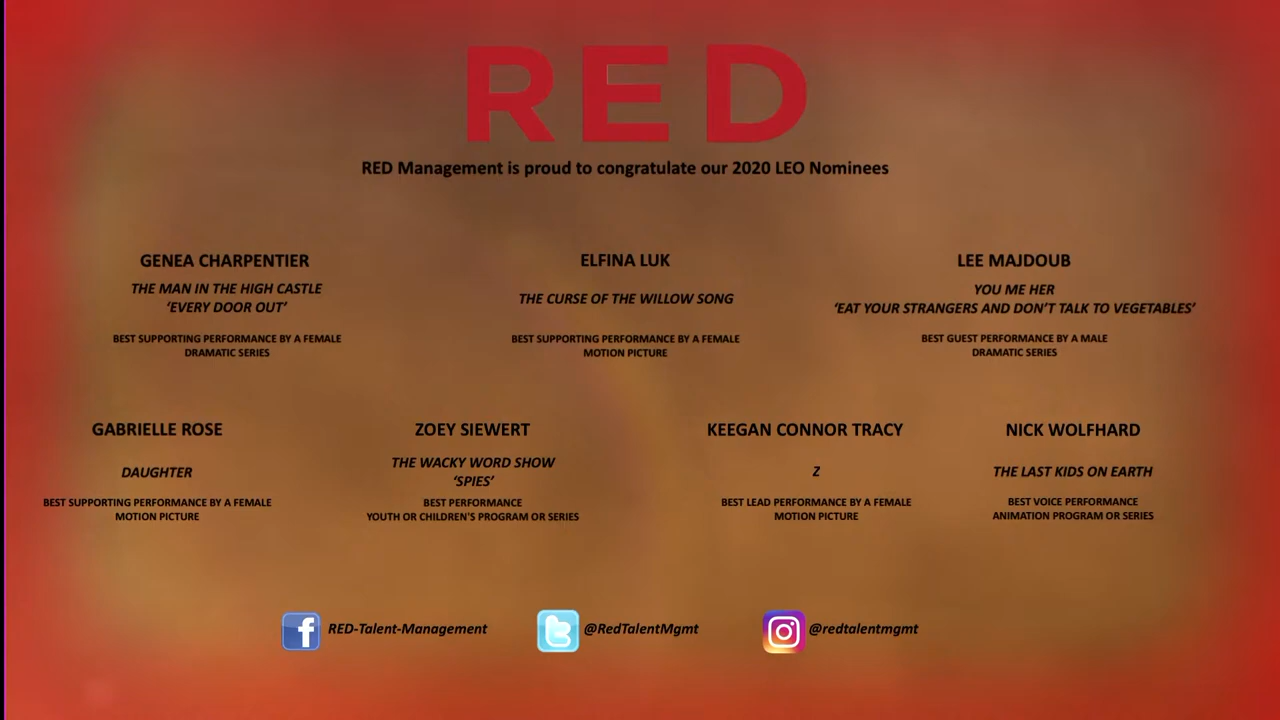 RED
RED Management is proud to congratulate our 2020 LEO Nominees
GENEA CHARPENTIER
THE MAN IN THE HIGH CASTLE
‘EVERY DOOR OUT’
BEST SUPPORTING PERFORMANCE BY A FEMALE
DRAMATIC SERIES
ELFINA LUK
THE CURSE OF THE WILLOW SONG
BEST SUPPORTING PERFORMANCE BY A FEMALE
MOTION PICTURE
LEE MAJDOUB
YOU ME HER
‘EAT YOUR STRANGERS AND DON’T TALK TO VEGETABLES’
BEST GUEST PERFORMANCE BY A MALE
DRAMATIC SERIES
GABRIELLE ROSE
DAUGHTER
BEST SUPPORTING PERFORMANCE BY A FEMALE
MOTION PICTURE
ZOEY SIEWERT
THE WACKY WORD SHOW
‘SPIES’
BEST PERFORMANCE
YOUTH OR CHILDREN'S PROGRAM OR SERIES
KEEGAN CONNOR TRACY
Z
BEST LEAD PERFORMANCE BY A FEMALE
MOTION PICTURE
NICK WOLFHARD
THE LAST KIDS ON EARTH
BEST VOICE PERFORMANCE
ANIMATION PROGRAM OR SERIES
RED-Talent-Management
@RedTalentMgmt
@redtalentmgmt